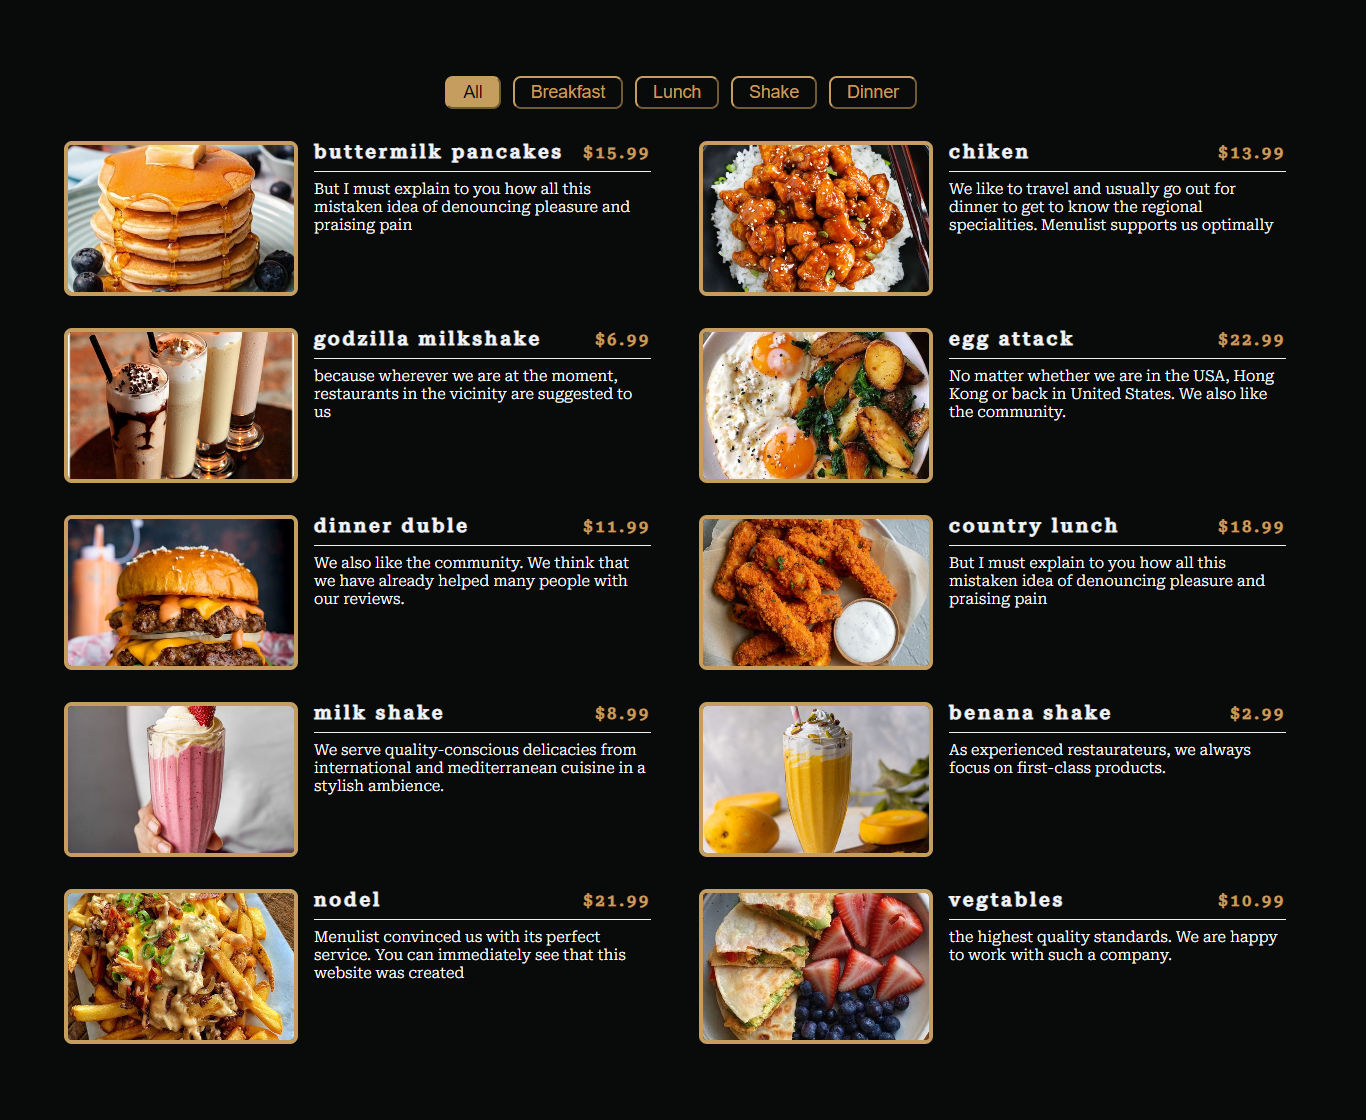 All Breakfast Lunch Shake Dinner
buttermilk pancakes $15.99
But I must explain to you how all this
mistaken idea of denouncing pleasure and
praising pain
chiken $13.99
We like to travel and usually go out for
dinner to get to know the regional
specialities. Menulist supports us optimally
godzilla milkshake $6.99
because wherever we are at the moment,
restaurants in the vicinity are suggested to
us
egg attack $22.99
No matter whether we are in the USA, Hong
Kong or back in United States. We also like
the community.
dinner duble $11.99
We also like the community. We think that
we have already helped many people with
our reviews.
country lunch $18.99
But I must explain to you how all this
mistaken idea of denouncing pleasure and
praising pain
milk shake $8.99
We serve quality-conscious delicacies from
international and mediterranean cuisine in a
stylish ambience.
benana shake $2.99
As experienced restaurateurs, we always
focus on first-class products.
nodel $21.99
Menulist convinced us with its perfect
service. You can immediately see that this
website was created
vegtables $10.99
the highest quality standards. We are happy
to work with such a company.